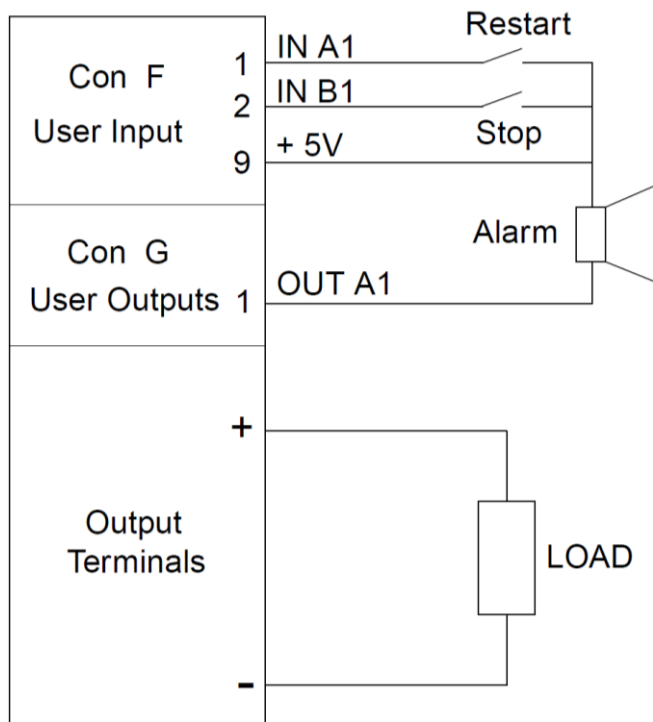 Restart
IN A1
1
Con F
IN B1
2
User Input
Stop
+ 5V
9
Alarm
Con G
OUT A1
User Outputs 1
+
Output
Terminals
LOAD
-